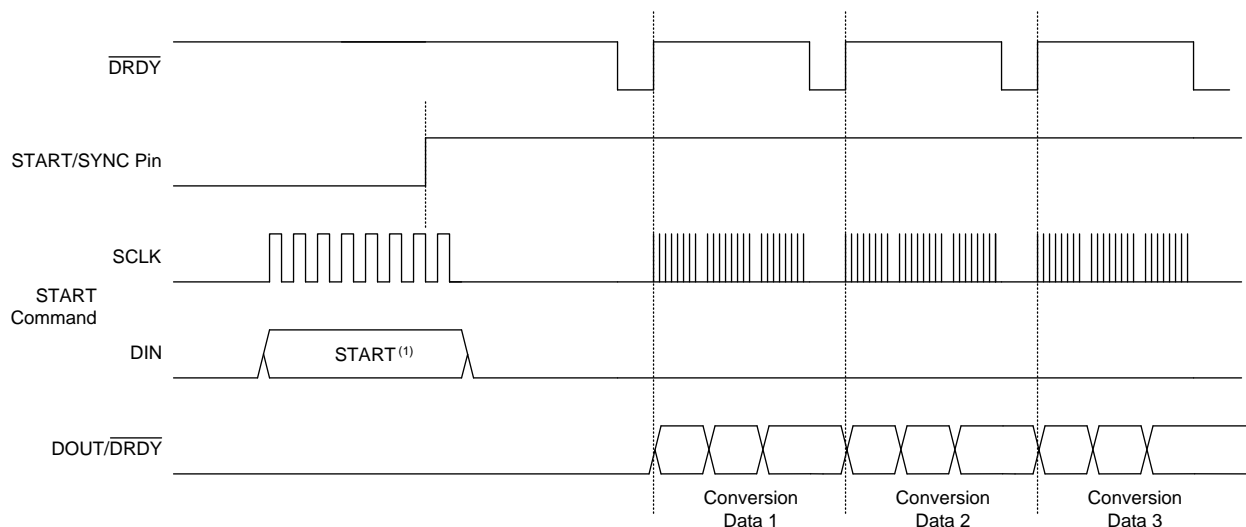 DRDY
START/SYNC Pin
SCLK
START
Command
DIN
START(1)
DOUT/DRDY
Conversion
Data 1
Conversion
Data 2
Conversion
Data 3